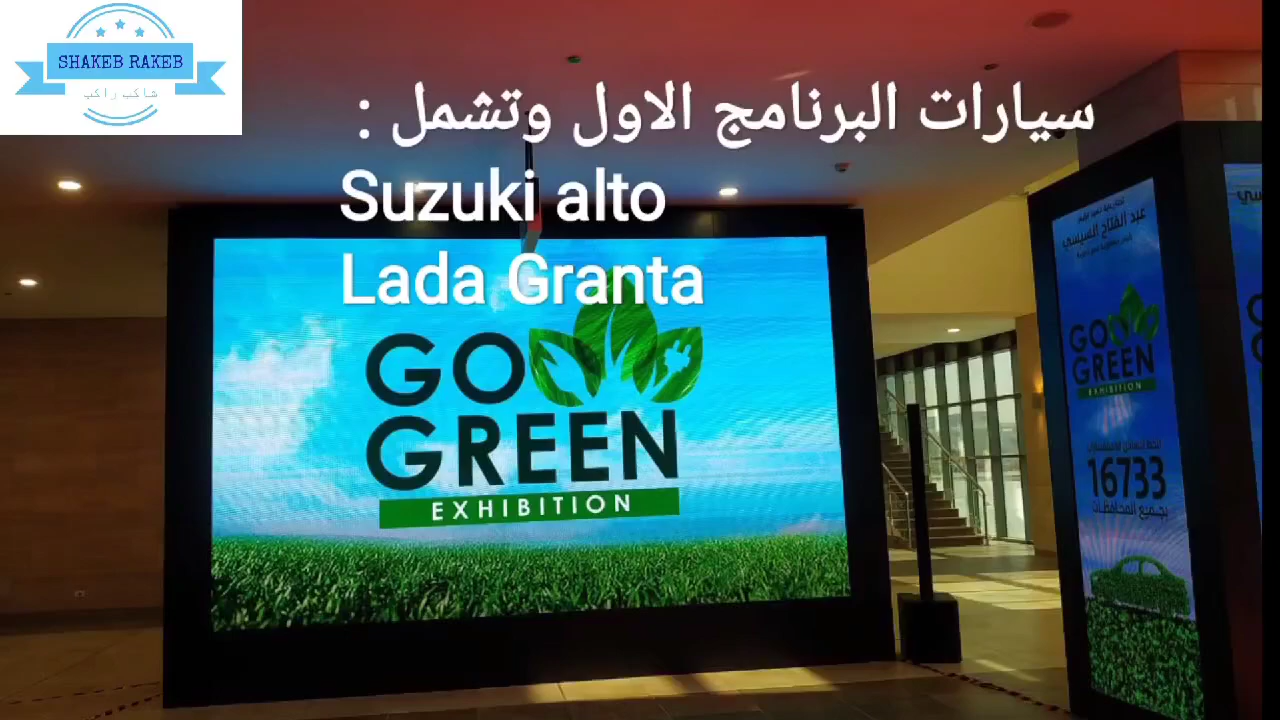 SHAKEB RAKEB
شاكب راكب
سيارات البرنامج الاول وتشمل :
Suzuki alto
Lada Granta
GO
GREEN
EXHIBITION
عبد الفتاح السيسي
GO
GREEN
EXHIBITION
16733
بجميع المحافظات